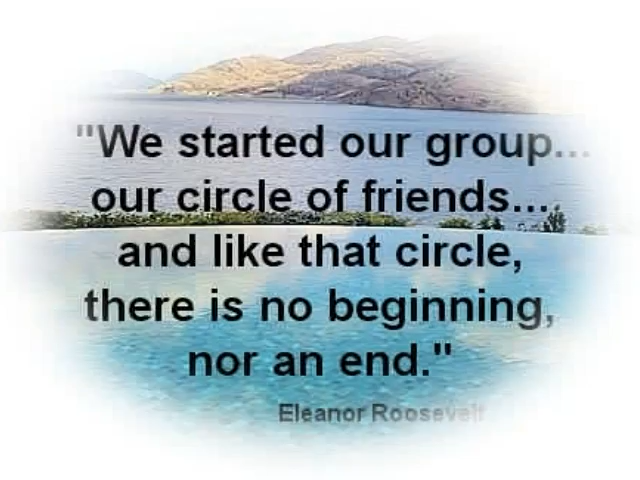 "We started our group...
our circle of friends....
and like that circle,
there is no beginning,
nor an end."
Eleanor Roosevelt